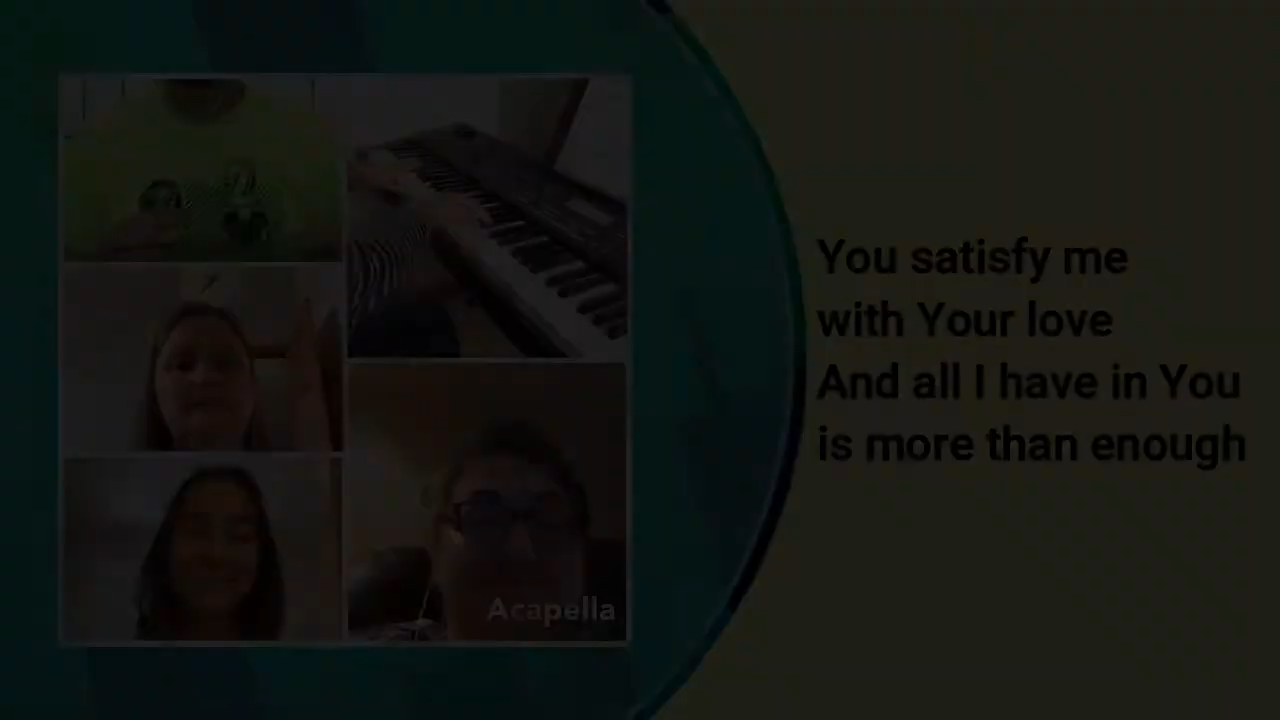 You satisfy me
with Your love
And all I have in You
is more than enough
Acapella